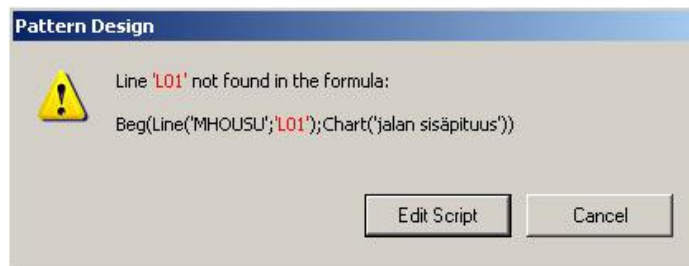 Pattern Design
Line 'L01' not found in the formula:
Beg(Line('MHOUSU';'L01');Chart('jalan sisäpituus'))
Edit Script
Cancel